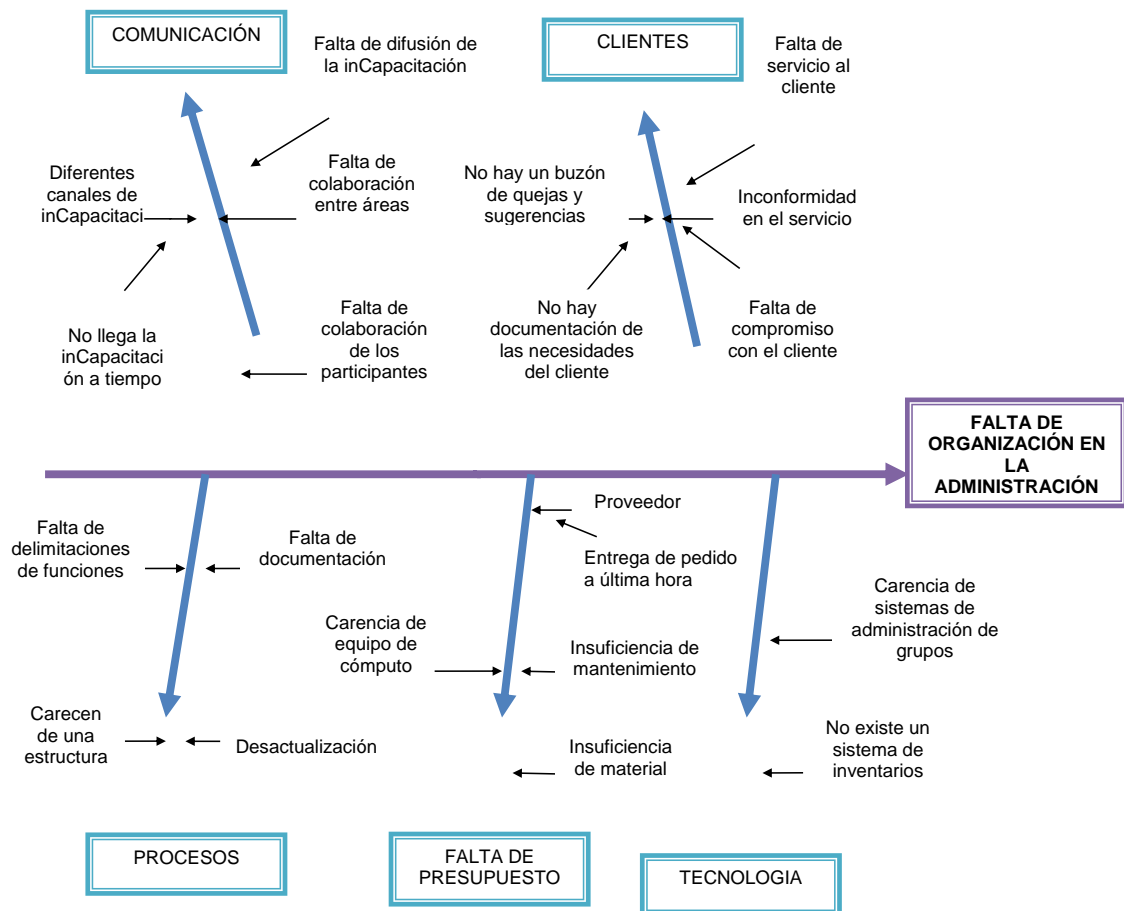 COMUNICACIÓN
Falta de difusión de
la inCapacitación
CLIENTES
Falta de
servicio al
cliente
Diferentes
canales de
inCapacitaci
Falta de
colaboración
entre áreas
No hay un buzón
de quejas y
sugerencias
Inconformidad
en el servicio
No llega la
inCapacitaci
ón a tiempo
Falta de
colaboración
de los
participantes
No hay
documentación de
las necesidades
del cliente
Falta de
compromiso
con el cliente
FALTA DE
ORGANIZACIÓN EN
LA
ADMINISTRACIÓN
Falta de
delimitaciones
de funciones
Falta de
documentación
Proveedor
Entrega de pedido
a última hora
Carencia de
equipo de
cómputo
Insuficiencia de
mantenimiento
Carencia de
sistemas de
administración de
grupos
Carecen
de una
estructura
Desactualización
Insuficiencia
de material
No existe un
sistema de
inventarios
PROCESOS
FALTA DE
PRESUPUESTO
TECNOLOGIA